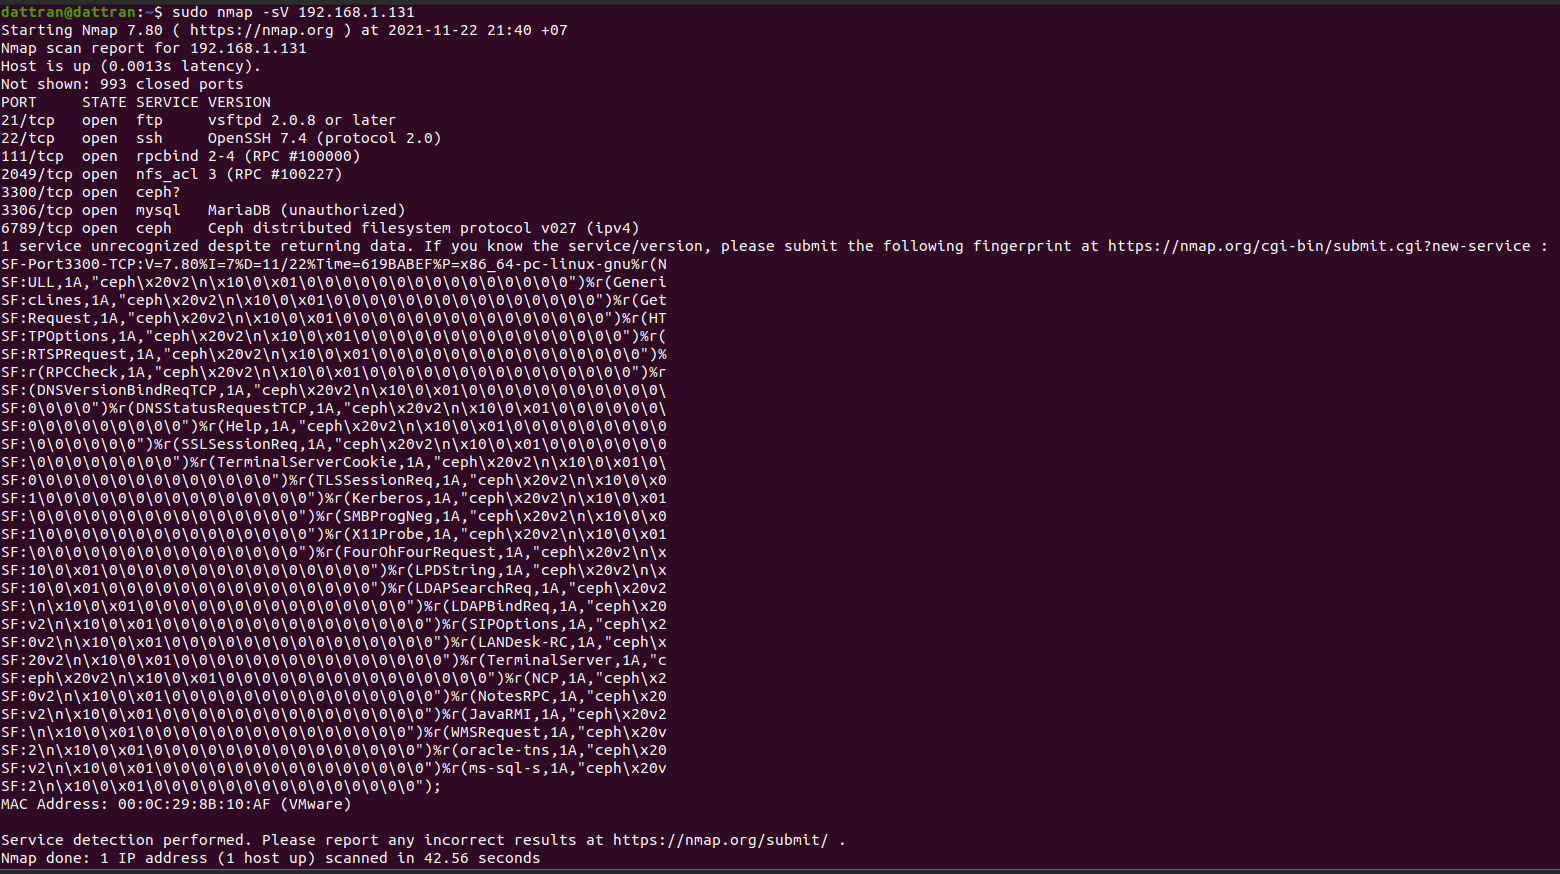 dattran@dattran:~$ sudo nmap -sV 192.168.1.131
Starting Nmap 7.80 ( https://nmap.org ) at 2021-11-22 21:40 +07
Nmap scan report for 192.168.1.131
Host is up (0.0013s latency).
Not shown: 993 closed ports
PORT     STATE SERVICE VERSION
21/tcp   open  ftp     vsftpd 2.0.8 or later
22/tcp   open  ssh     OpenSSH 7.4 (protocol 2.0)
111/tcp  open  rpcbind 2-4 (RPC #100000)
2049/tcp open  nfs_acl 3 (RPC #100227)
3300/tcp open  ceph?
3306/tcp open  mysql   MariaDB (unauthorized)
6789/tcp open  ceph    Ceph distributed filesystem protocol v027 (ipv4)
1 service unrecognized despite returning data. If you know the service/version, please submit the following fingerprint at https://nmap.org/cgi-bin/submit.cgi?new-service :
SF-Port3300-TCP:V=7.80%I=7%D=11/22%Time=619BABEF%P=x86_64-pc-linux-gnu%r(N
SF:ULL,1A,"ceph\x20v2\n\x10\0\x01\0\0\0\0\0\0\0\0\0\0\0\0\0")%r(Generi
SF:cLines,1A,"ceph\x20v2\n\x10\0\x01\0\0\0\0\0\0\0\0\0\0\0\0\0\0\0")%r(Get
SF:Request,1A,"ceph\x20v2\n\x10\0\x01\0\0\0\0\0\0\0\0\0\0\0\0\0\0\0")%r(HT
SF:TPOptions,1A,"ceph\x20v2\n\x10\0\x01\0\0\0\0\0\0\0\0\0\0\0\0\0\0\0")%r(
SF:RTSPRequest,1A,"ceph\x20v2\n\x10\0\x01\0\0\0\0\0\0\0\0\0\0\0\0\0\0\0")%
SF:r(RPCCheck,1A,"ceph\x20v2\n\x10\0\x01\0\0\0\0\0\0\0\0\0\0\0\0\0\0\0")%r
SF:(DNSVersionBindReqTCP,1A,"ceph\x20v2\n\x10\0\x01\0\0\0\0\0\0\0\0\0\0\0\
SF:0\0\0\0")%r(DNSStatusRequestTCP,1A,"ceph\x20v2\n\x10\0\x01\0\0\0\0\0\0\
SF:0\0\0\0\0\0\0\0\0")%r(Help,1A,"ceph\x20v2\n\x10\0\x01\0\0\0\0\0\0\0\0\0
SF:\0\0\0\0\0\0")%r(SSLSessionReq,1A,"ceph\x20v2\n\x10\0\x01\0\0\0\0\0\0\0
SF:\0\0\0\0\0\0\0\0")%r(TerminalServerCookie,1A,"ceph\x20v2\n\x10\0\x01\0\
SF:0\0\0\0\0\0\0\0\0\0\0\0\0\0")%r(TLSSessionReq,1A,"ceph\x20v2\n\x10\0\x0
SF:1\0\0\0\0\0\0\0\0\0\0\0\0\0\0\0")%r(Kerberos,1A,"ceph\x20v2\n\x10\0\x01
SF:\0\0\0\0\0\0\0\0\0\0\0\0\0\0\0")%r(SMBProgNeg,1A,"ceph\x20v2\n\x10\0\x0
SF:1\0\0\0\0\0\0\0\0\0\0\0\0\0\0\0")%r(X11Probe,1A,"ceph\x20v2\n\x10\0\x01
SF:\0\0\0\0\0\0\0\0\0\0\0\0\0\0\0")%r(FourOhFourRequest,1A,"ceph\x20v2\n\x
SF:10\0\x01\0\0\0\0\0\0\0\0\0\0\0\0\0\0\0")%r(LPDString,1A,"ceph\x20v2\n\x
SF:10\0\x01\0\0\0\0\0\0\0\0\0\0\0\0\0\0\0")%r(LDAPSearchReq,1A,"ceph\x20v2
SF:\n\x10\0\x01\0\0\0\0\0\0\0\0\0\0\0\0\0\0\0")%r(LDAPBindReq,1A,"ceph\x20
SF:v2\n\x10\0\x01\0\0\0\0\0\0\0\0\0\0\0\0\0\0\0")%r(SIPOptions,1A,"ceph\x2
SF:0v2\n\x10\0\x01\0\0\0\0\0\0\0\0\0\0\0\0\0\0\0")%r(LANDesk-RC,1A,"ceph\x
SF:20v2\n\x10\0\x01\0\0\0\0\0\0\0\0\0\0\0\0\0\0\0")%r(TerminalServer,1A,"c
SF:eph\x20v2\n\x10\0\x01\0\0\0\0\0\0\0\0\0\0\0\0\0\0\0")%r(NCP,1A,"ceph\x2
SF:0v2\n\x10\0\x01\0\0\0\0\0\0\0\0\0\0\0\0\0\0\0")%r(NotesRPC,1A,"ceph\x20
SF:v2\n\x10\0\x01\0\0\0\0\0\0\0\0\0\0\0\0\0\0\0")%r(JavaRMI,1A,"ceph\x20v2
SF:\n\x10\0\x01\0\0\0\0\0\0\0\0\0\0\0\0\0\0\0")%r(WMSRequest,1A,"ceph\x20v
SF:2\n\x10\0\x01\0\0\0\0\0\0\0\0\0\0\0\0\0\0\0")%r(oracle-tns,1A,"ceph\x20
SF:v2\n\x10\0\x01\0\0\0\0\0\0\0\0\0\0\0\0\0\0\0")%r(ms-sql-s,1A,"ceph\x20v
SF:2\n\x10\0\x01\0\0\0\0\0\0\0\0\0\0\0\0\0\0\0");
MAC Address: 00:0C:29:8B:10:AF (VMware)
Service detection performed. Please report any incorrect results at https://nmap.org/submit/ .
Nmap done: 1 IP address (1 host up) scanned in 42.56 seconds